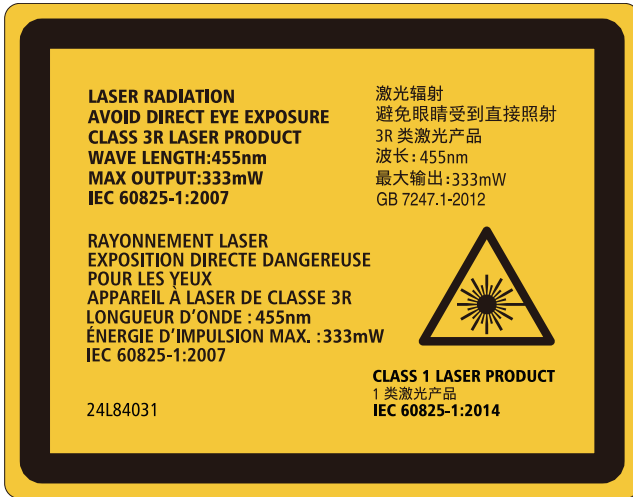 LASER RADIATION
AVOID DIRECT EYE EXPOSURE
CLASS 3R LASER PRODUCT
WAVE LENGTH:455nm
MAX OUTPUT:333mW
IEC 60825-1:2007
激光辐射
避免眼睛受到直接照射
3R 类激光产品
波长:455nm
最大输出:333mW
GB 7247.1-2012
RAYONNEMENT LASER
EXPOSITION DIRECTE DANGEREUSE
POUR LES YEUX
APPAREIL À LASER DE CLASSE 3R
LONGUEUR D'ONDE : 455nm
ÉNERGIE D'IMPULSION MAX. :333mW
IEC 60825-1:2007
24L84031
CLASS 1 LASER PRODUCT
1 类激光产品
IEC 60825-1:2014